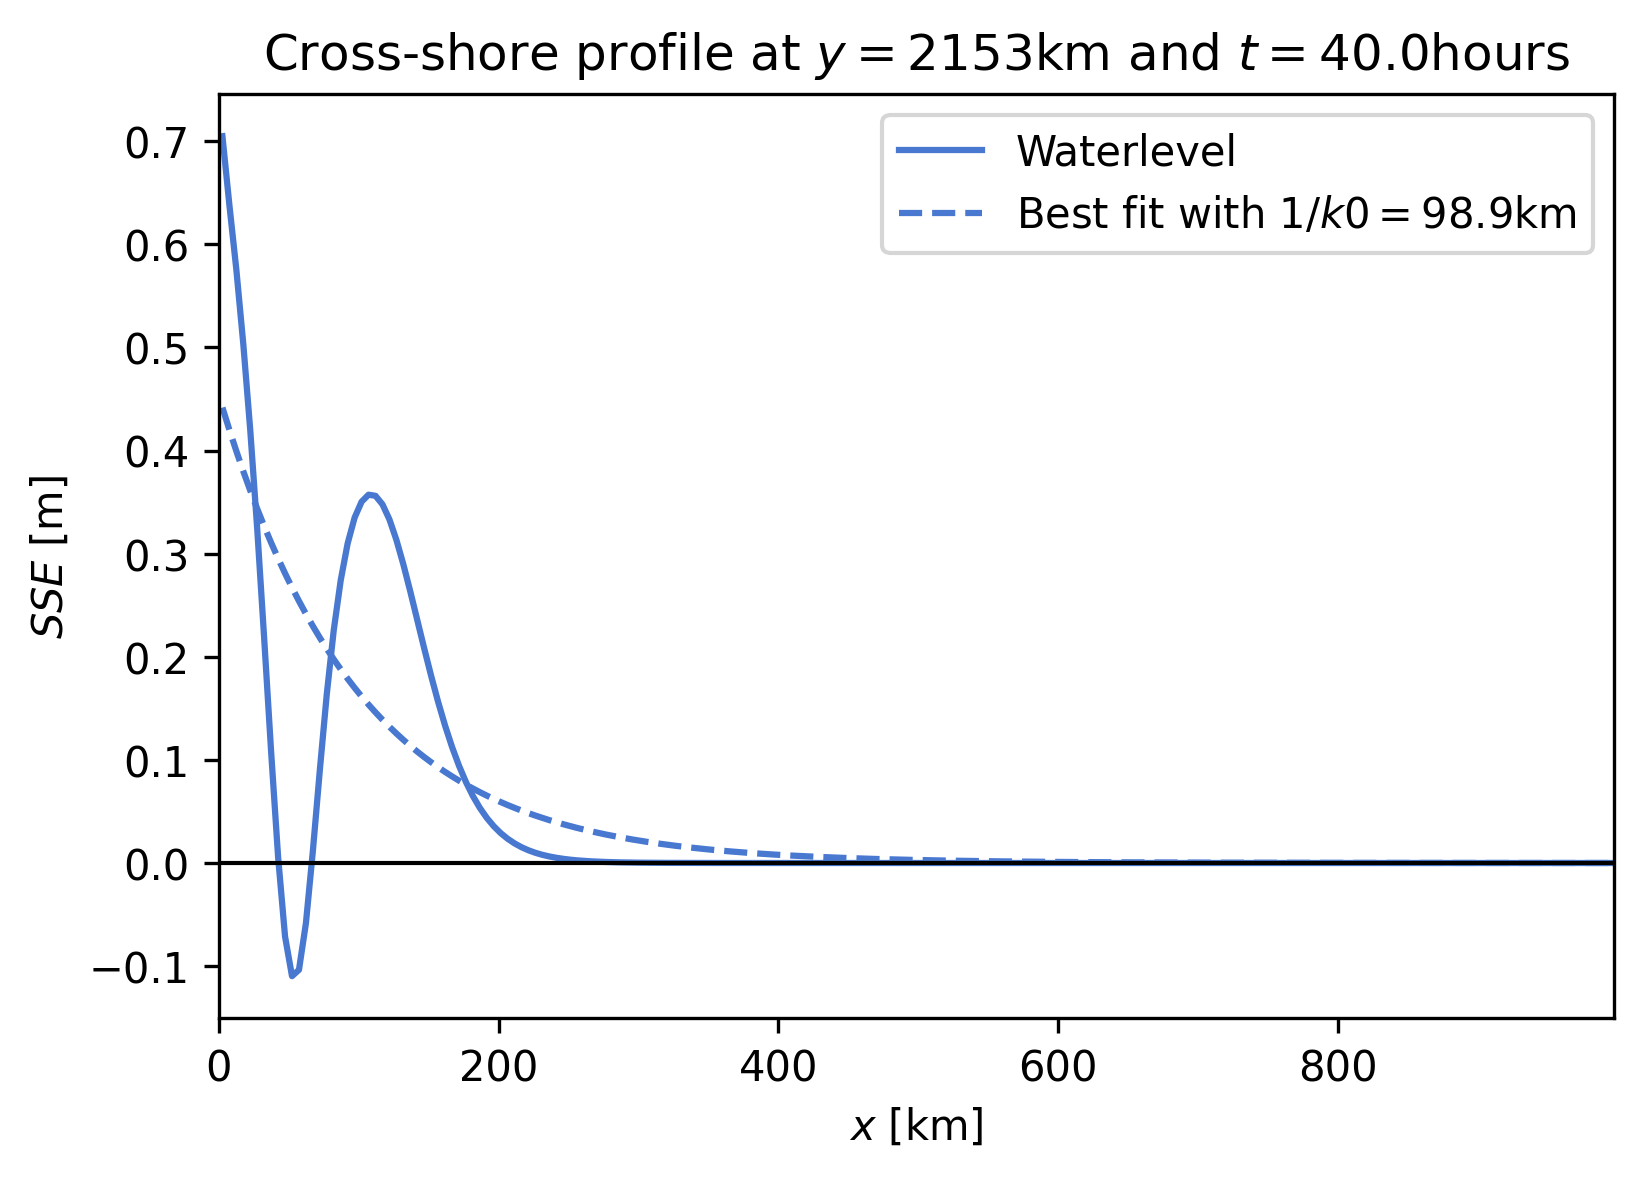 Cross-shore profile at y = 2153km and t = 40.0hours
Waterlevel
Best fit with 1/k0 = 98.9km
0.7
0.6
0.5
0.4
0.3
0.2
0.1
0.0
−0.1
SSE [m]
0 200 400 600 800
x [km]